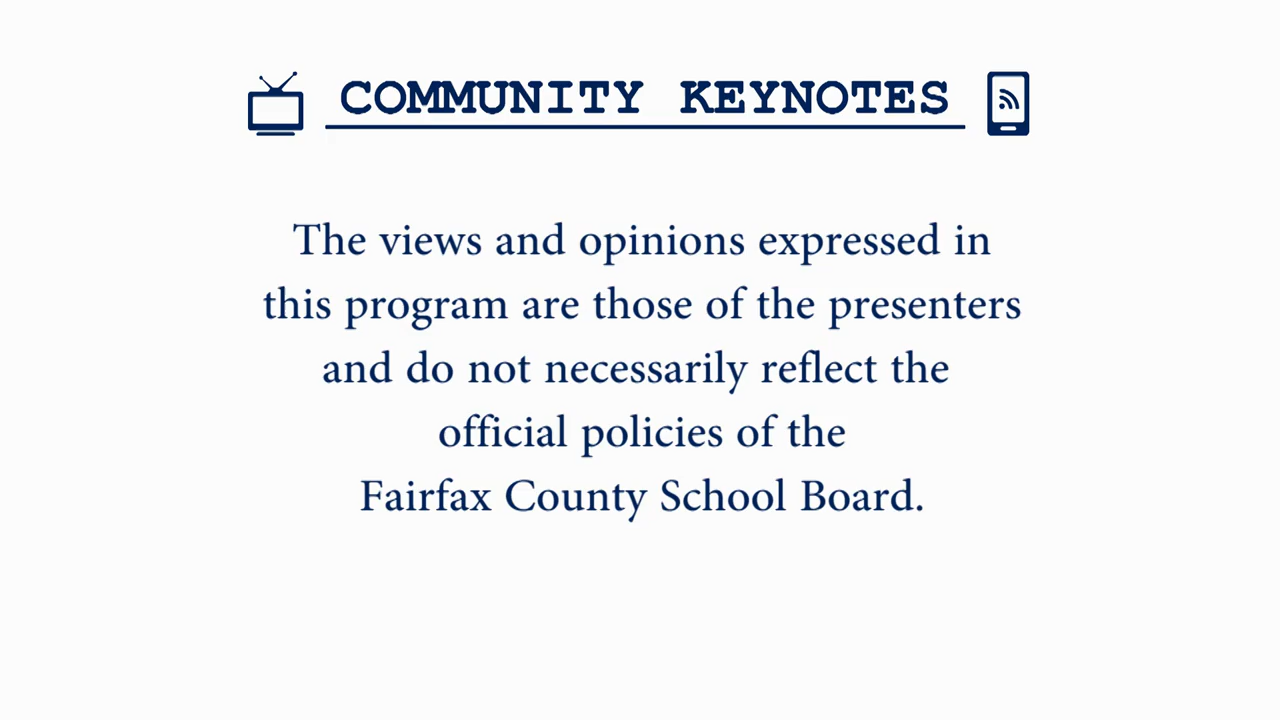 COMMUNITY KEYNOTES
The views and opinions expressed in
this program are those of the presenters
and do not necessarily reflect the
official policies of the
Fairfax County School Board.